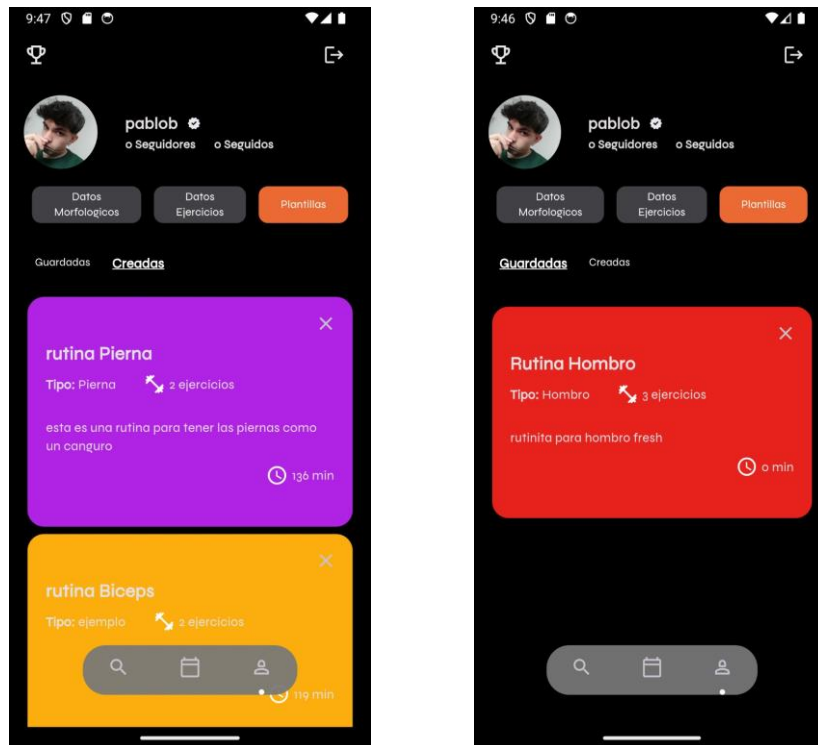 9:47
pablob
0 Seguidores 0 Seguidos
Datos Morfologicos
Datos Ejercicios
Plantillas
Guardadas Creadas
rutina Pierna
Tipo: Pierna 2 ejercicios
esta es una rutina para tener las piernas como
un canguro
136 min
rutina Biceps
Tipo: ejemplo 2 ejercicios
119 min
9:46
pablob
0 Seguidores 0 Seguidos
Datos Morfologicos
Datos Ejercicios
Plantillas
Guardadas Creadas
Rutina Hombro
Tipo: Hombro 3 ejercicios
rutinita para hombro fresh
0 min